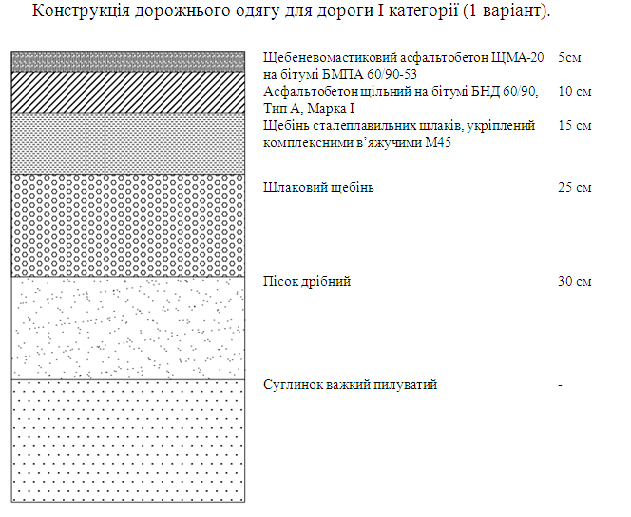 Конструкція дорожнього одягу для дороги І категорії (1 варіант).
Щебеневомастиковий асфальтобетон ЩМА-20 5см
на бітумі БМПА 60/90-53
Асфальтобетон щільний на бітумі БНД 60/90, 10 см
Тип А, Марка І
Щебінь сталеплавильних шлаків, укріплений 15 см
комплексними в’яжучими М45
Шлаковий щебінь 25 см
Пісок дрібний 30 см
Суглинок важкий пилуватий -